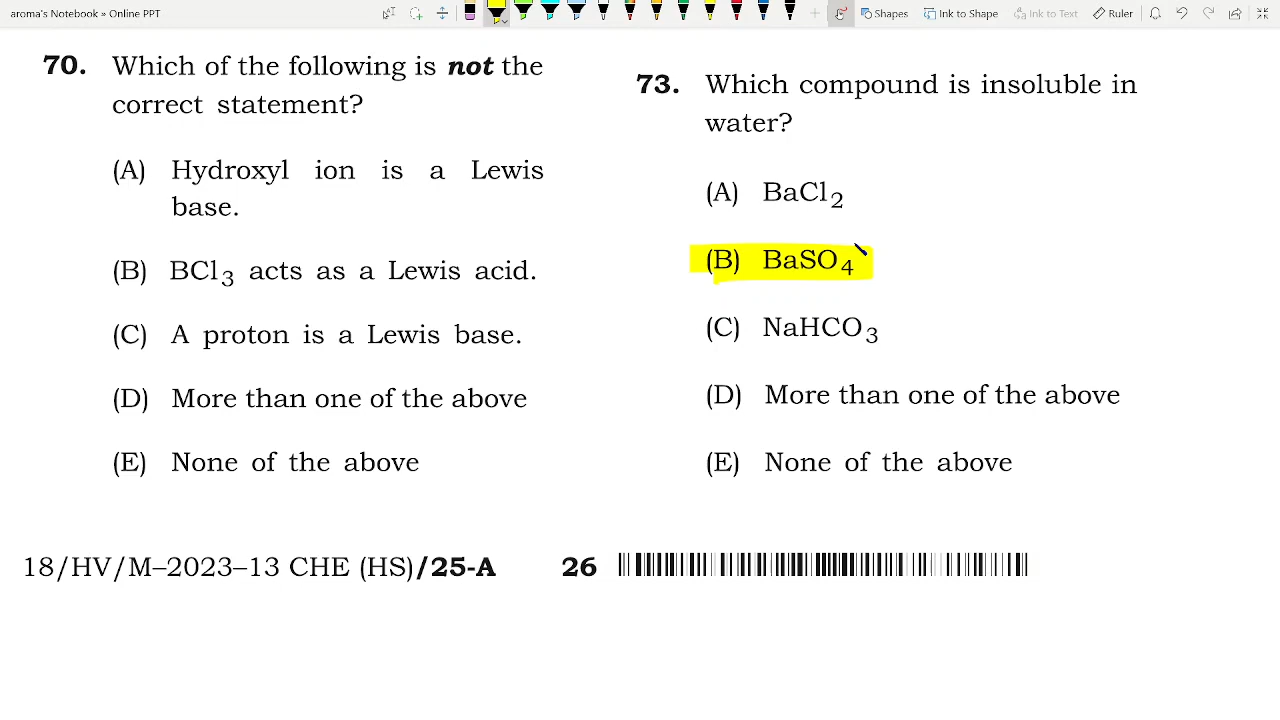 aroma's Notebook » Online PPT
Shapes
Ink to Shape
Ink to Text
Ruler
70. Which of the following is not the
correct statement?
(A) Hydroxyl ion is a Lewis
base.
(B) BCl3 acts as a Lewis acid.
(C) A proton is a Lewis base.
(D) More than one of the above
(E) None of the above
73. Which compound is insoluble in
water?
(A) BaCl2
(B) BaSO4
(C) NaHCO3
(D) More than one of the above
(E) None of the above
18/HV/M–2023–13 CHE (HS)/25-A
26